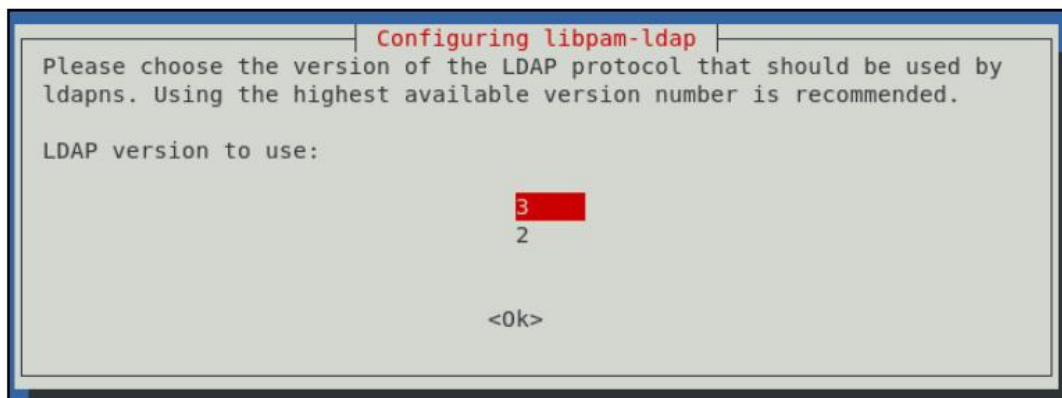 Configuring libpam-ldap
Please choose the version of the LDAP protocol that should be used by
ldapns. Using the highest available version number is recommended.
LDAP version to use:
3
2
<Ok>